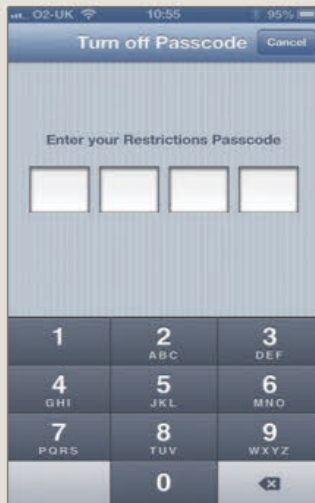 O2-UK 10:55 95%
Turn off Passcode Cancel
Enter your Restrictions Passcode
1 2 3
ABC DEF
4 5 6
GHI JKL MNO
7 8 9
PQRS TUV WXYZ
0